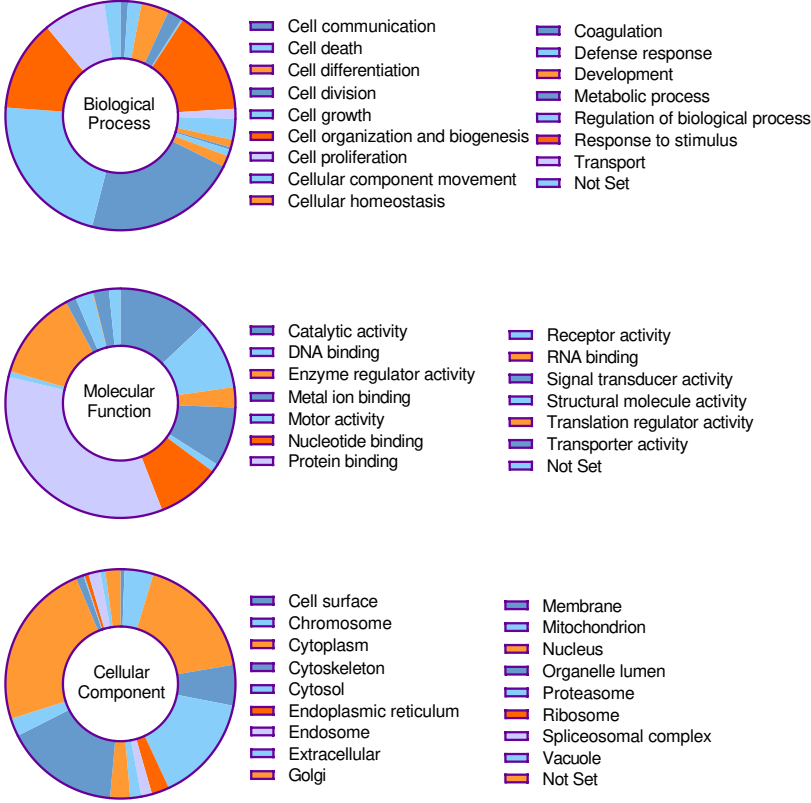 Biological
Process
Cell communication
Cell death
Cell differentiation
Cell division
Cell growth
Cell organization and biogenesis
Cell proliferation
Cellular component movement
Cellular homeostasis
Coagulation
Defense response
Development
Metabolic process
Regulation of biological process
Response to stimulus
Transport
Not Set
Molecular
Function
Catalytic activity
DNA binding
Enzyme regulator activity
Metal ion binding
Motor activity
Nucleotide binding
Protein binding
Receptor activity
RNA binding
Signal transducer activity
Structural molecule activity
Translation regulator activity
Transporter activity
Not Set
Cellular
Component
Cell surface
Chromosome
Cytoplasm
Cytoskeleton
Cytosol
Endoplasmic reticulum
Endosome
Extracellular
Golgi
Membrane
Mitochondrion
Nucleus
Organelle lumen
Proteasome
Ribosome
Spliceosomal complex
Vacuole
Not Set